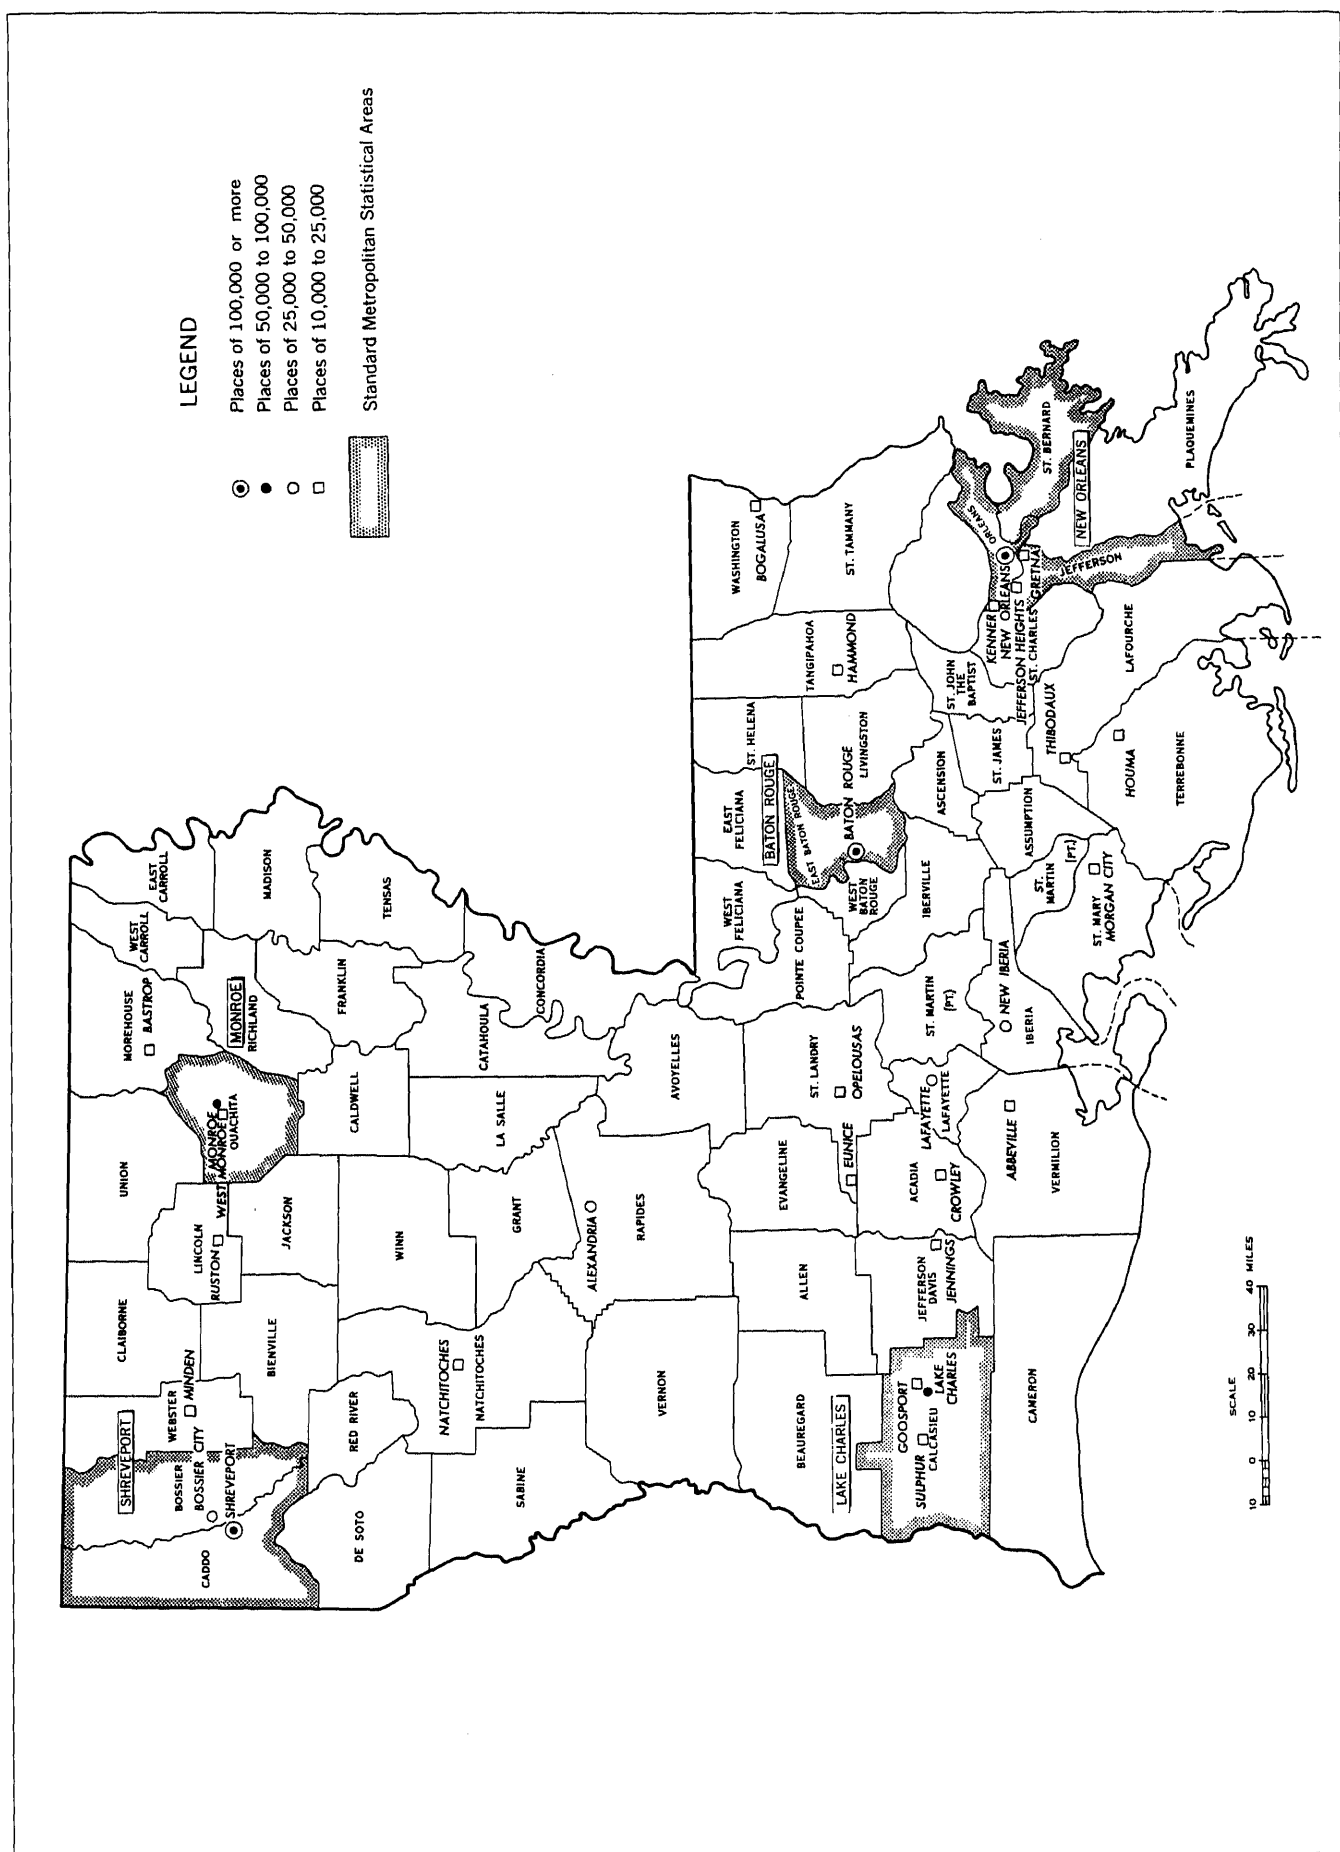 LEGEND
Places of 100,000 or more
Places of 50,000 to 100,000
Places of 25,000 to 50,000
Places of 10,000 to 25,000
Standard Metropolitan Statistical Areas
SHREVEPORT
CADDO
BOSSIER
BOSSIER CITY
SHREVEPORT
WEBSTER
MINDEN
CLAIBORNE
LINCOLN
RUSTON
UNION
MOREHOUSE
BASTROP
WEST
CARROLL
EAST
CARROLL
MONROE
WEST MONROE
OUACHITA
MONROE
RICHLAND
MADISON
BIENVILLE
JACKSON
CALDWELL
FRANKLIN
TENSAS
DE SOTO
RED RIVER
NATCHITOCHES
NATCHITOCHES
WINN
GRANT
LA SALLE
CATAHOULA
CONCORDIA
SABINE
VERNON
ALEXANDRIA
RAPIDES
AVOYELLES
BEAUREGARD
ALLEN
EVANGELINE
EUNICE
ST. LANDRY
OPELOUSAS
POINTE COUPEE
WEST
FELICIANA
EAST
FELICIANA
ST. HELENA
TANGIPAHOA
HAMMOND
WASHINGTON
BOGALUSA
ST. TAMMANY
BATON ROUGE
EAST BATON ROUGE
BATON ROUGE
WEST
BATON
ROUGE
LIVINGSTON
LAKE CHARLES
GOOSPORT
SULPHUR
CALCASIEU
LAKE
CHARLES
JEFFERSON
DAVIS
JENNINGS
ACADIA
CROWLEY
LAFAYETTE
LAFAYETTE
ST. MARTIN
(PT.)
IBERVILLE
ASCENSION
ST. JOHN
THE
BAPTIST
ST. JAMES
KENNER
NEW ORLEANS
JEFFERSON HEIGHTS
ST. CHARLES
GRETNA
ORLEANS
ST. BERNARD
NEW ORLEANS
JEFFERSON
PLAQUEMINES
CAMERON
ABBEVILLE
VERMILION
NEW IBERIA
IBERIA
ST.
MARTIN
(PT.)
ASSUMPTION
ST. MARY
MORGAN CITY
THIBODAUX
LAFOURCHE
HOUMA
TERREBONNE
SCALE
10 0 10 20 30 40 MILES